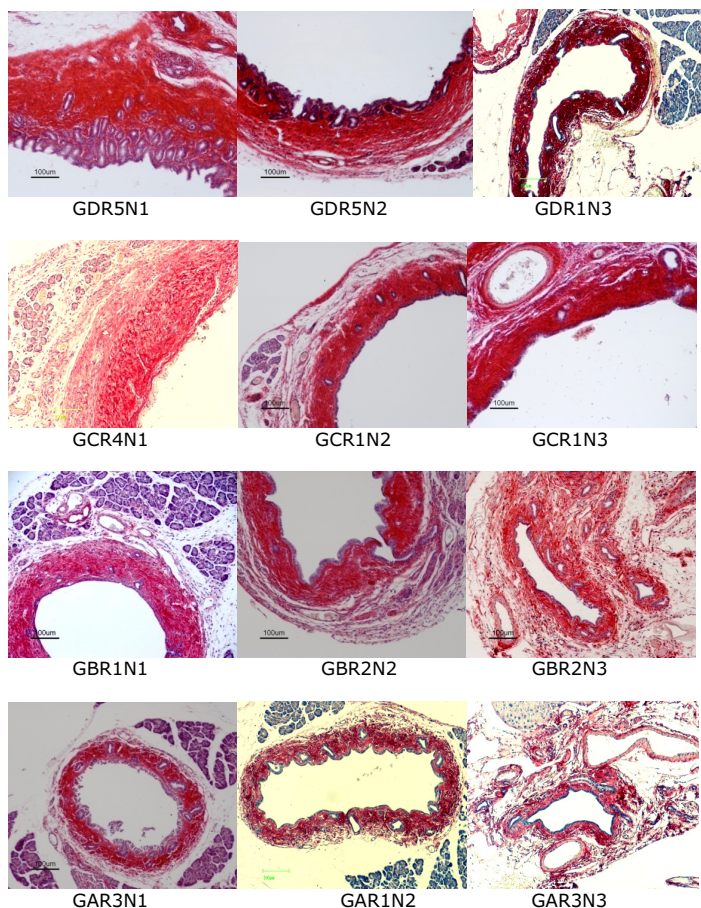 100um
100um
GDR5N1
GDR5N2
GDR1N3
100um
100um
GCR4N1
GCR1N2
GCR1N3
100um
100um
100um
GBR1N1
GBR2N2
GBR2N3
100um
GAR3N1
GAR1N2
GAR3N3